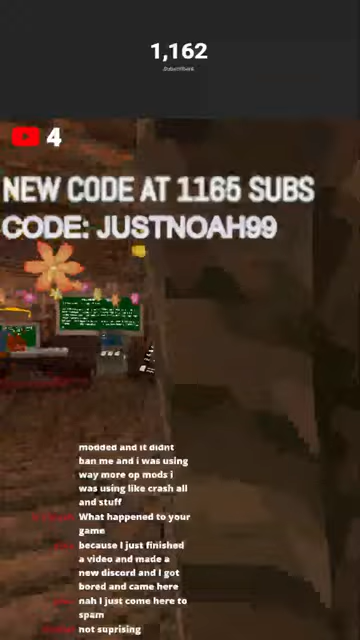 1,162
Subscribers
4
NEW CODE AT 1165 SUBS
CODE: JUSTNOAH99
modded and it didnt
ban me and i was using
way more op mods i
was using like crash all
and stuff
What happened to your
game
because I just finished
a video and made a
new discord and I got
bored and came here
nah I just come here to
spam
not suprising